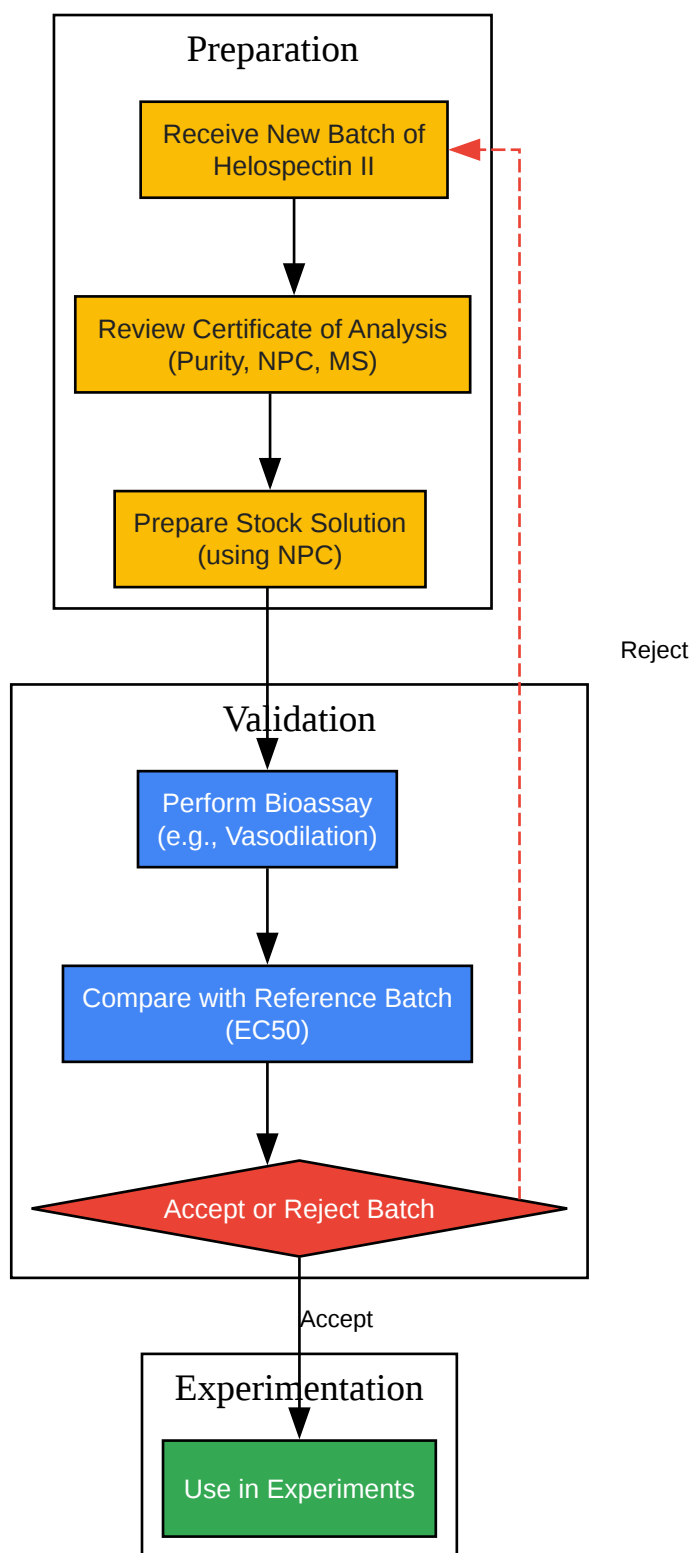 Preparation
Receive New Batch of
Helospectin II
Review Certificate of Analysis
(Purity, NPC, MS)
Prepare Stock Solution
(using NPC)
Reject
Validation
Perform Bioassay
(e.g., Vasodilation)
Compare with Reference Batch
(EC50)
Accept or Reject Batch
Accept
Experimentation
Use in Experiments